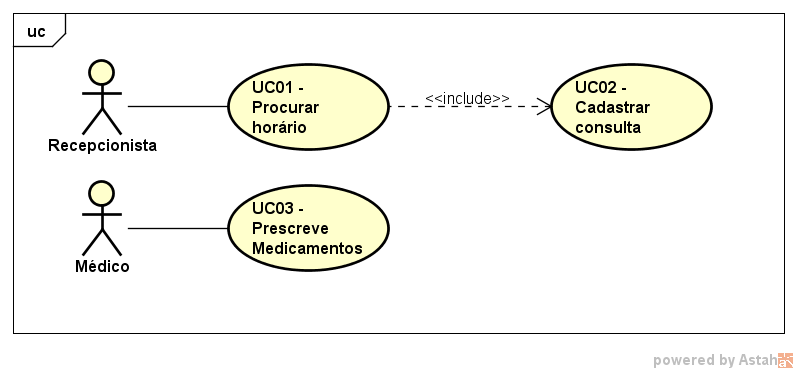 uc
UC01 -
Procurar
horário
<<include>>
UC02 -
Cadastrar
consulta
Recepcionista
UC03 -
Prescreve
Medicamentos
Médico
powered by Astah